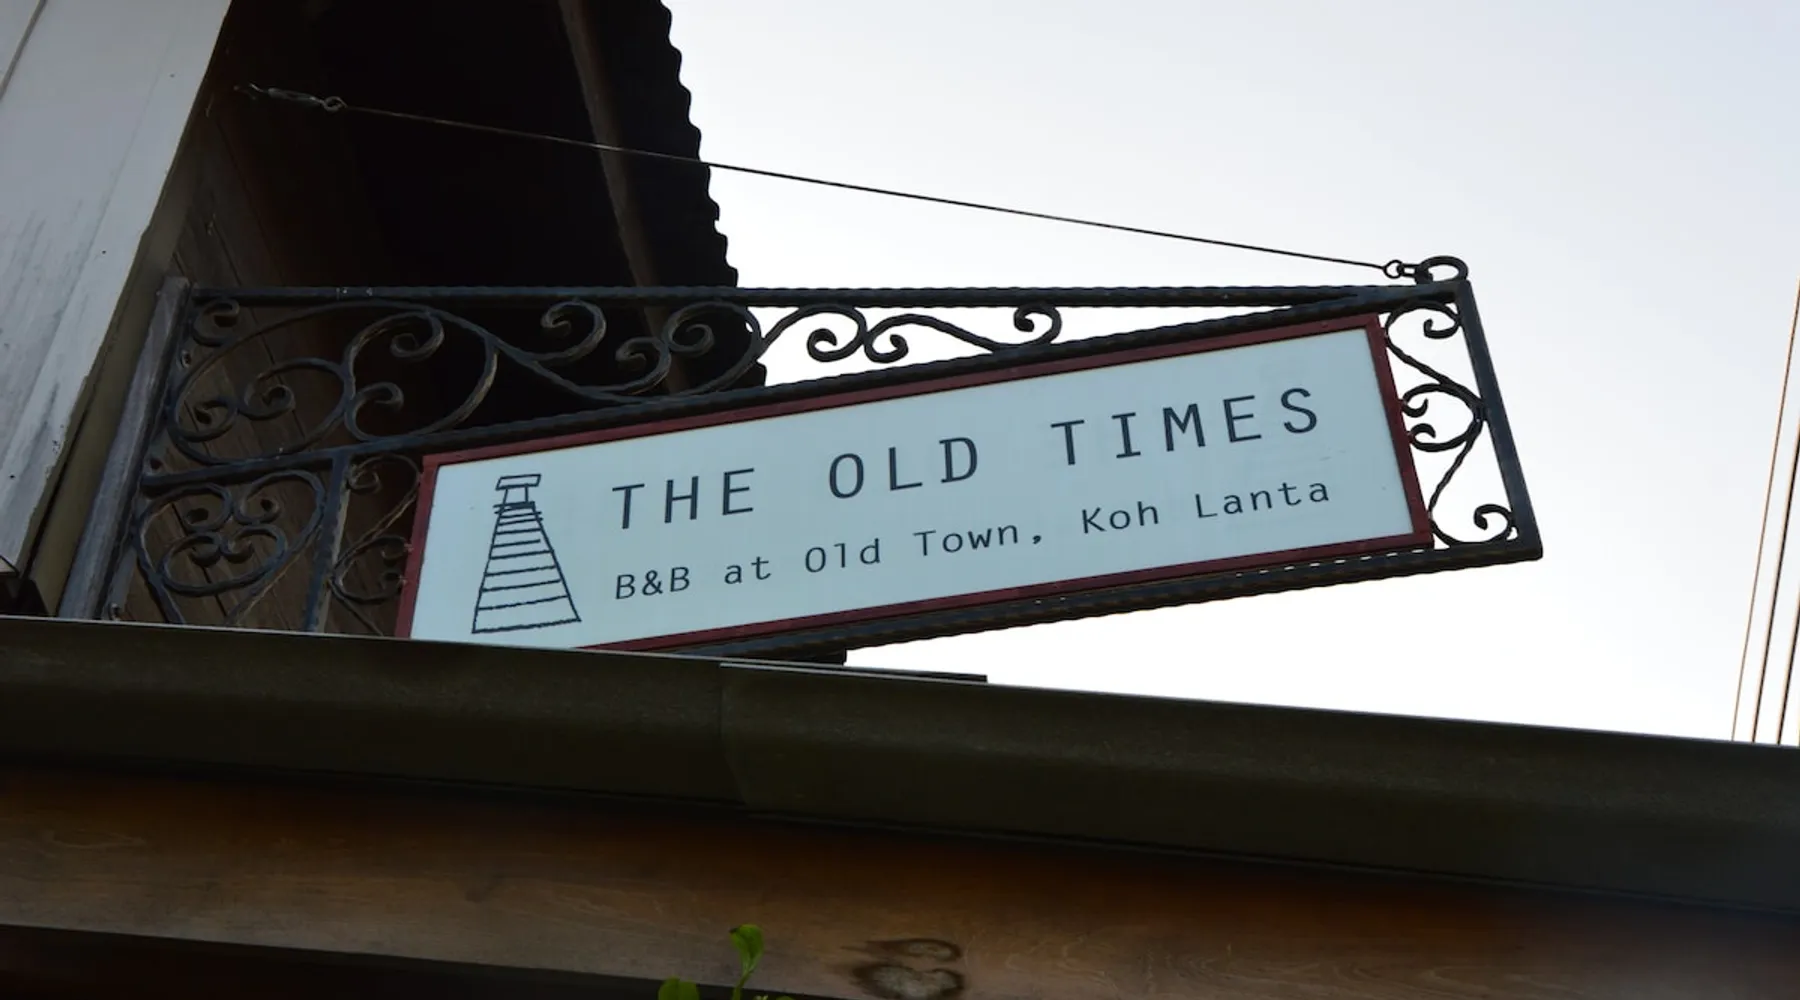 THE OLD TIMES
B&B at Old Town, Koh Lanta